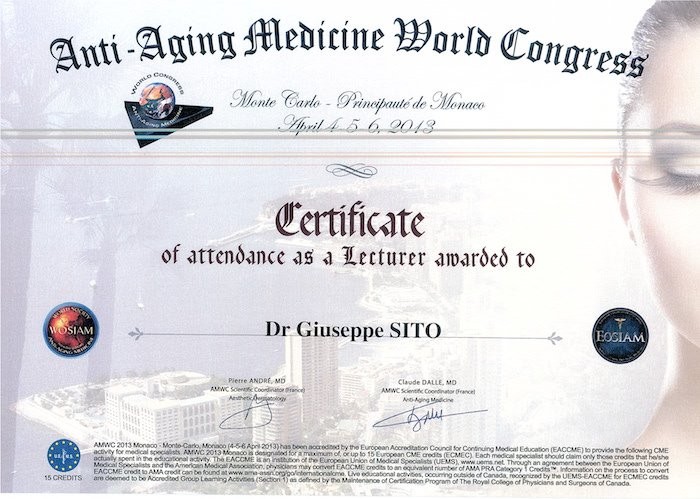 Anti-Aging Medicine World Congress
WORLD CONGRESS
ANTI-AGING MEDICINE
Monte Carlo - Principauté de Monaco
April 4-5-6, 2013
Certificate
of attendance as a Lecturer awarded to
WORLD SOCIETY
WOSIAM
ANTI-AGING MEDICINE
Dr Giuseppe SITO
EOSIAM
Pierre ANDRÉ, MD
AMWC Scientific Coordinator (France)
Aesthetic Dermatology
Claude DALLE, MD
AMWC Scientific Coordinator (France)
Anti-Aging Medicine
UEMS
15 CREDITS
AMWC 2013 Monaco - Monte-Carlo, Monaco (4-5-6 April 2013) has been accredited by the European Accreditation Council for Continuing Medical Education (EACCME) to provide the following CME
activity for medical specialists. AMWC 2013 Monaco is designated for a maximum of, or up to 15 European CME credits (ECMEC). Each medical specialist should claim only those credits that he/she
actually spent in the educational activity. The EACCME is an institution of the European Union of Medical Specialists (UEMS), www.uems.net. Through an agreement between the European Union of
Medical Specialists and the American Medical Association, physicians may convert EACCME credits to an equivalent number of AMA PRA Category 1 Credits™. Information on the process to convert
EACCME credit to AMA credit can be found at www.ama-assn.org/go/internationalcme. Live educational activities, occurring outside of Canada, recognized by the UEMS-EACCME for ECMEC credits
are deemed to be Accredited Group Learning Activities (Section 1) as defined by the Maintenance of Certification Program of The Royal College of Physicians and Surgeons of Canada.